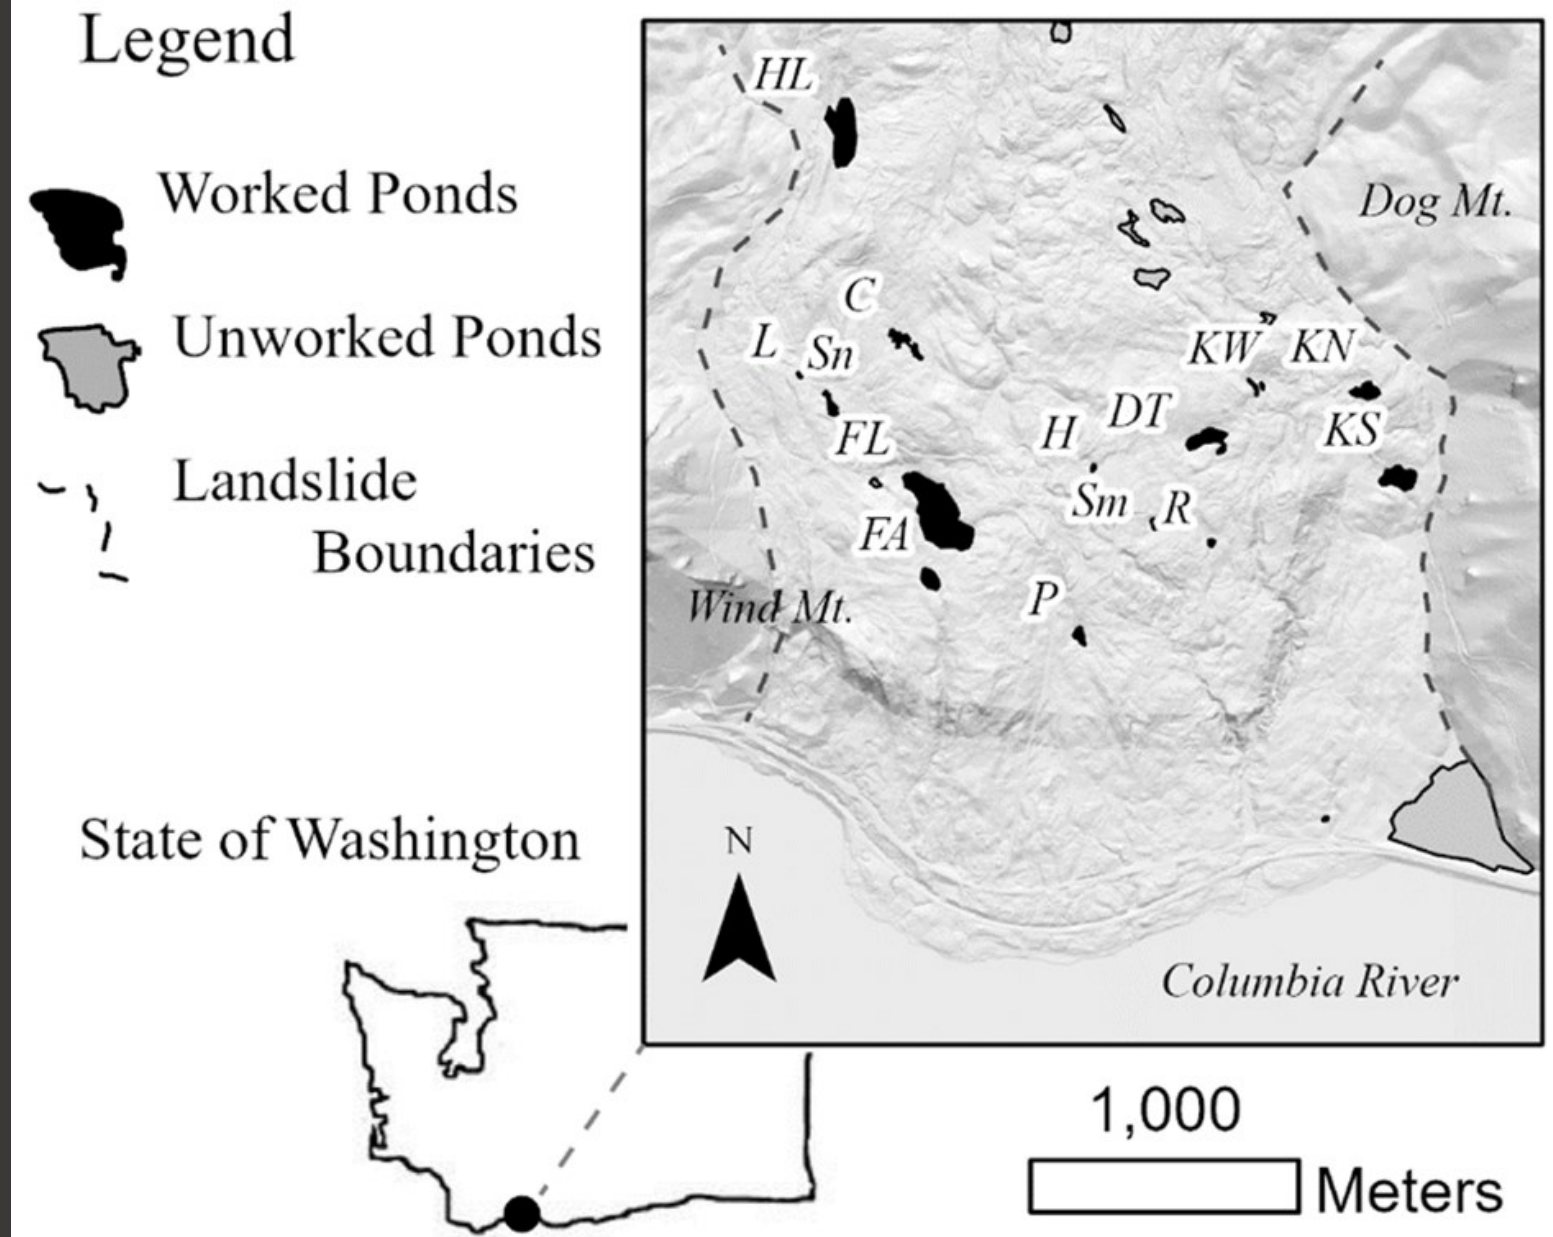 Legend
Worked Ponds
Unworked Ponds
Landslide
Boundaries
State of Washington
HL
Dog Mt.
C
L
Sn
KW
KN
FL
H
DT
KS
Sm
R
FA
P
Wind Mt.
N
Columbia River
1,000
Meters